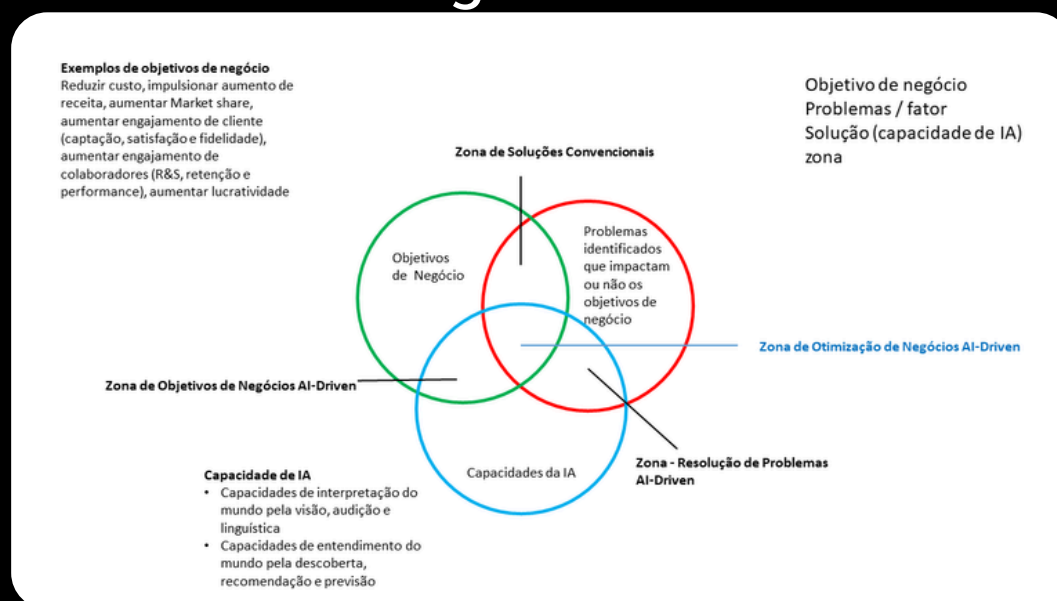 Exemplos de objetivos de negócio
Reduzir custo, impulsionar aumento de
receita, aumentar Market share,
aumentar engajamento de cliente
(captação, satisfação e fidelidade),
aumentar engajamento de
colaboradores (R&S, retenção e
performance), aumentar lucratividade
Objetivo de negócio
Problemas / fator
Solução (capacidade de IA)
zona
Zona de Soluções Convencionais
Objetivos
de Negócio
Problemas
identificados
que impactam
ou não os
objetivos de
negócio
Zona de Otimização de Negócios AI-Driven
Zona de Objetivos de Negócios AI-Driven
Capacidades da IA
Zona - Resolução de Problemas
AI-Driven
Capacidade de IA
• Capacidades de interpretação do
mundo pela visão, audição e
linguística
• Capacidades de entendimento do
mundo pela descoberta,
recomendação e previsão